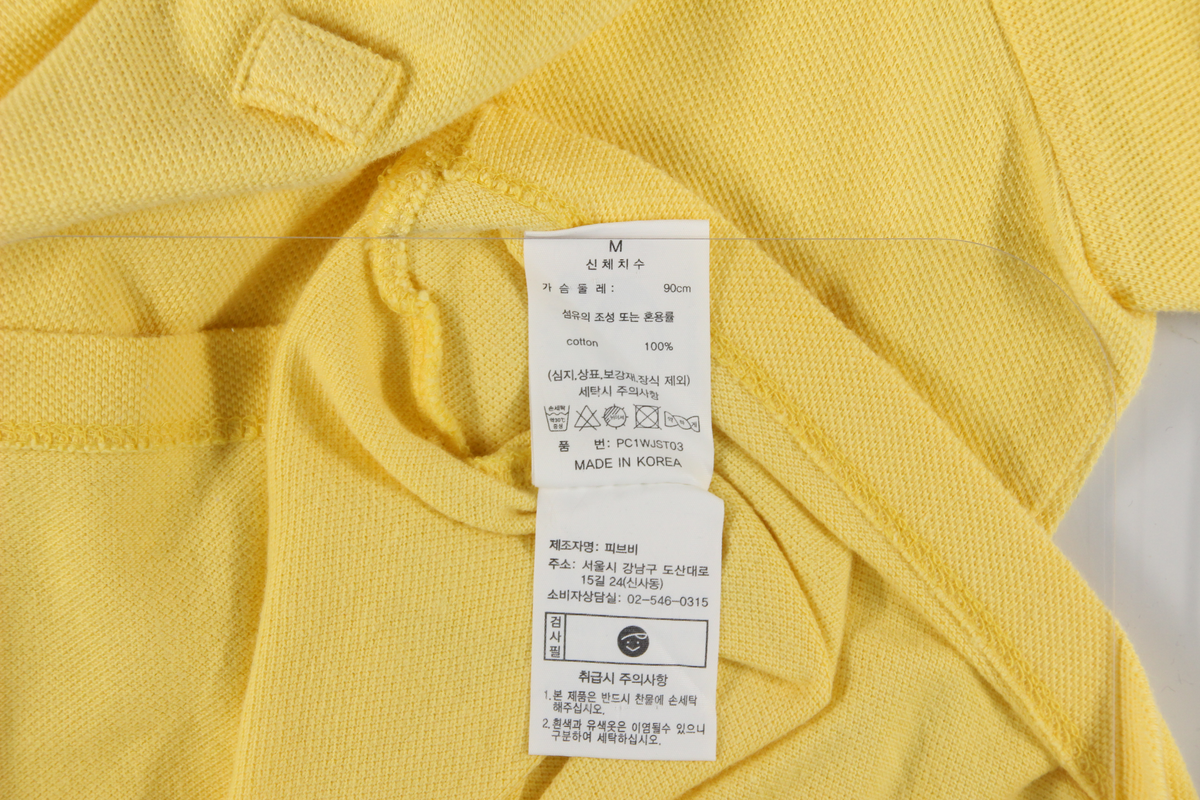 M
신체치수
가슴둘레: 90cm
섬유의 조성 또는 혼용률
cotton 100%
(심지,상표,보강재,장식 제외)
세탁시 주의사항
손세탁
품 번: PC1WJST03
MADE IN KOREA
제조자명: 피브비
주소: 서울시 강남구 도산대로
15길 24(신사동)
소비자상담실: 02-546-0315
검사필
취급시 주의사항
1.본 제품은 반드시 찬물에 손세탁
해주십시오.
2.흰색과 유색옷은 이염될수 있으니
구분하여 세탁하십시오.